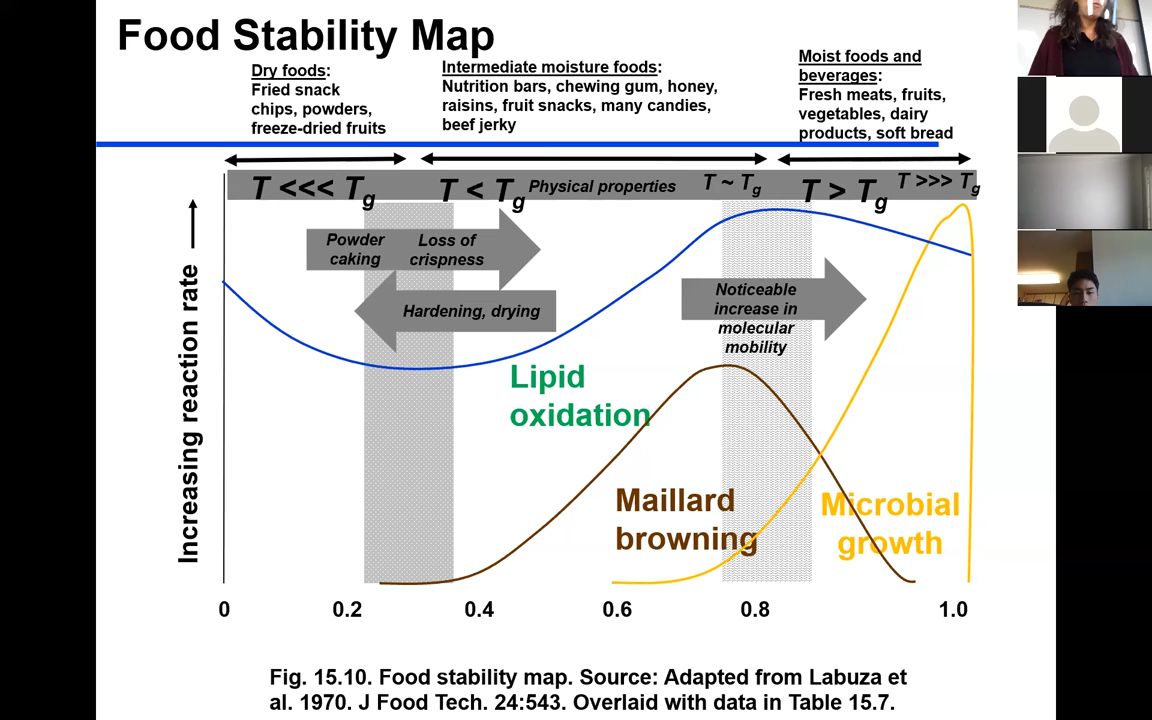 Food Stability Map
Dry foods:
Fried snack
chips, powders,
freeze-dried fruits
Intermediate moisture foods:
Nutrition bars, chewing gum, honey,
raisins, fruit snacks, many candies,
beef jerky
Moist foods and
beverages:
Fresh meats, fruits,
vegetables, dairy
products, soft bread
T <<< Tg
T < Tg
Physical properties
T ~ Tg
T > Tg
T >>> Tg
Increasing reaction rate
Powder
caking
Loss of
crispness
Hardening, drying
Noticeable
increase in
molecular
mobility
Lipid
oxidation
Maillard
browning
Microbial
growth
0 0.2 0.4 0.6 0.8 1.0
Fig. 15.10. Food stability map. Source: Adapted from Labuza et
al. 1970. J Food Tech. 24:543. Overlaid with data in Table 15.7.